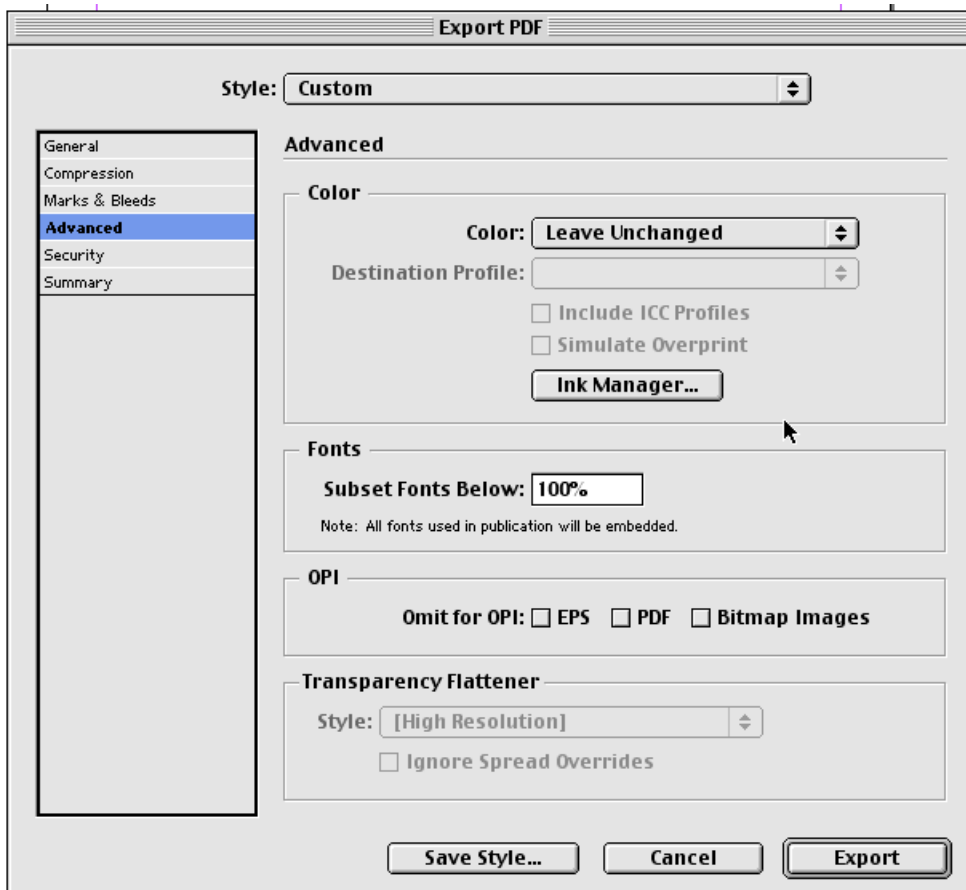 Export PDF
Style: Custom
General
Compression
Marks & Bleeds
Advanced
Security
Summary
Advanced
Color
Color: Leave Unchanged
Destination Profile:
Include ICC Profiles
Simulate Overprint
Ink Manager...
Fonts
Subset Fonts Below: 100%
Note: All fonts used in publication will be embedded.
OPI
Omit for OPI: EPS PDF Bitmap Images
Transparency Flattener
Style: [High Resolution]
Ignore Spread Overrides
Save Style... Cancel Export